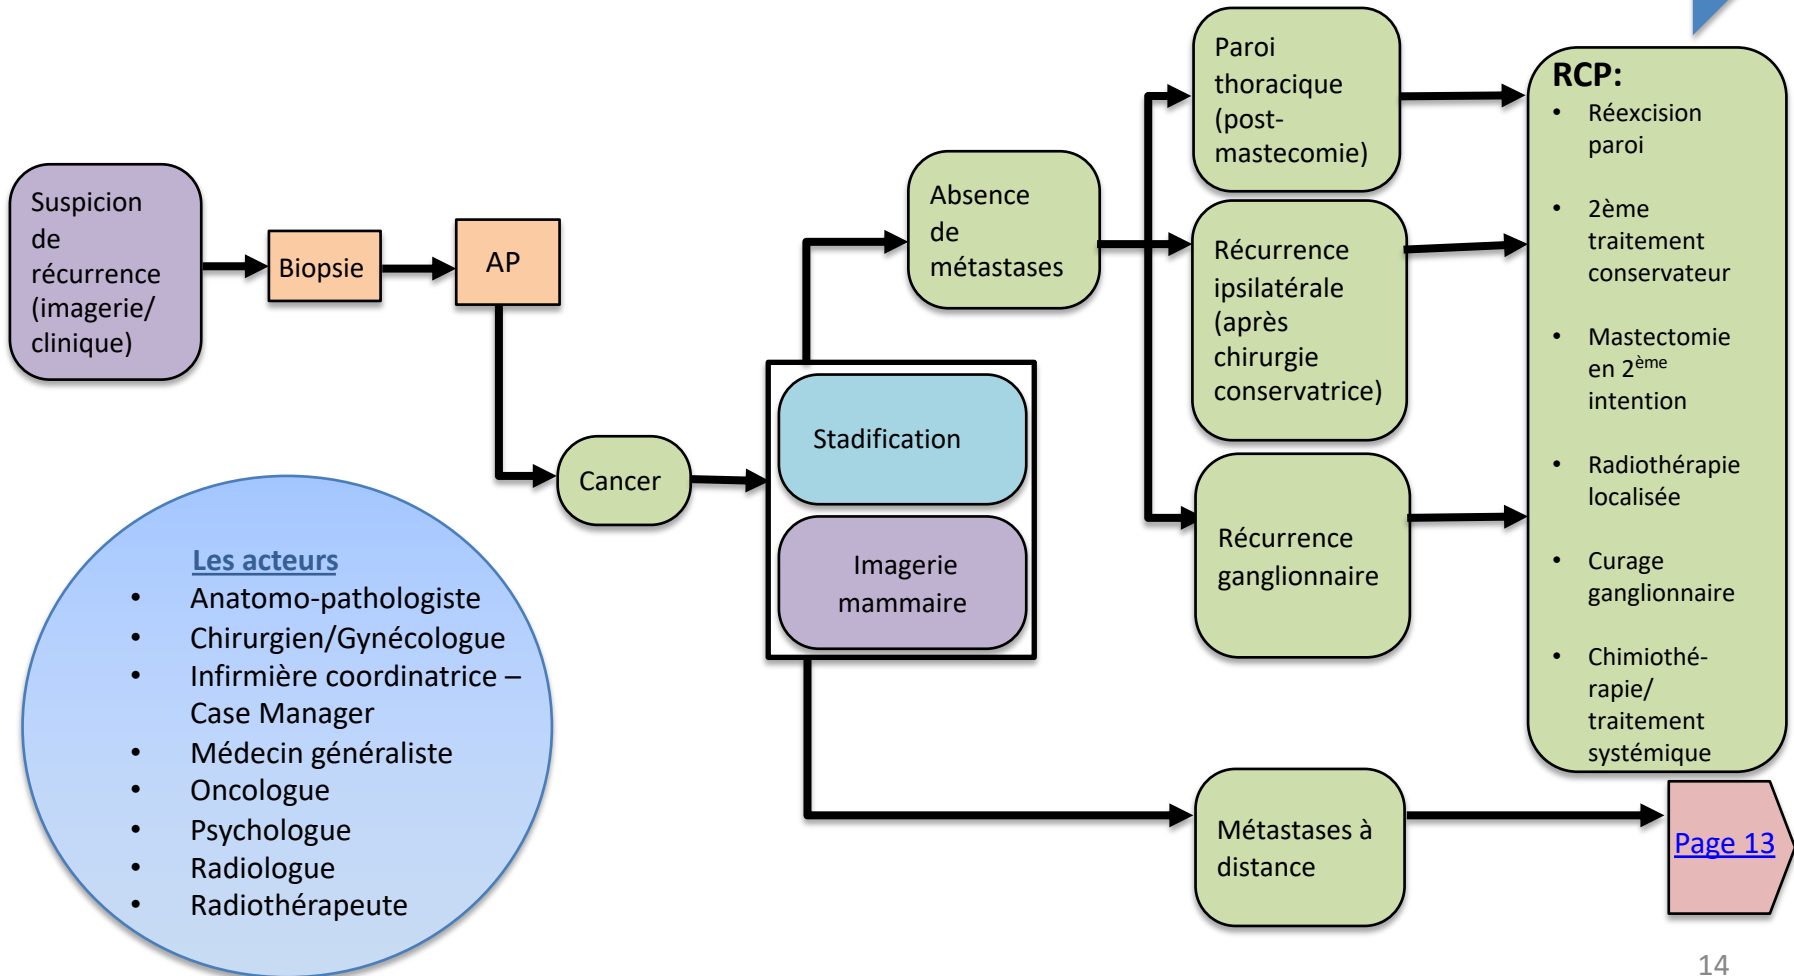 Suspicion
de
récurrence
(imagerie/
clinique)
Biopsie
AP
Cancer
Stadification
Imagerie
mammaire
Absence
de
métastases
Paroi
thoracique
(post-
mastecomie)
Récurrence
ipsilatérale
(après
chirurgie
conservatrice)
Récurrence
ganglionnaire
RCP:
• Réexcision
paroi
• 2ème
traitement
conservateur
• Mastectomie
en 2ème
intention
• Radiothérapie
localisée
• Curage
ganglionnaire
• Chimiothé-
rapie/
traitement
systémique
Métastases à
distance
Page 13
Les acteurs
• Anatomo-pathologiste
• Chirurgien/Gynécologue
• Infirmière coordinatrice –
Case Manager
• Médecin généraliste
• Oncologue
• Psychologue
• Radiologue
• Radiothérapeute
14